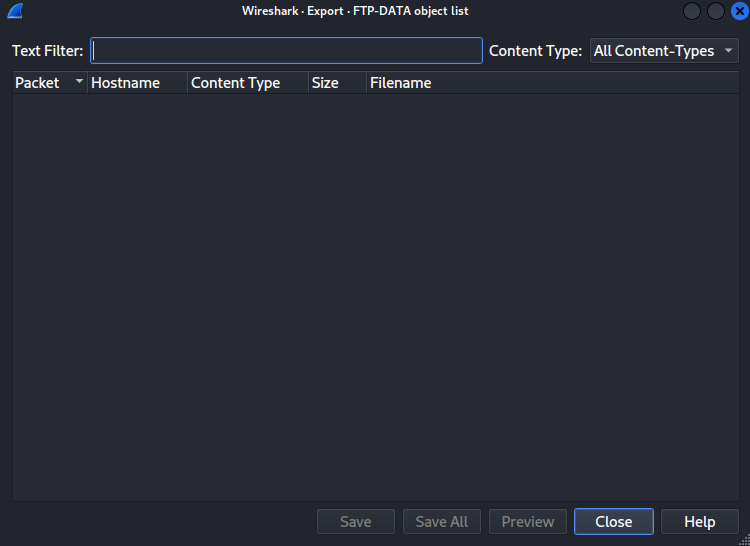 Wireshark · Export · FTP-DATA object list
Text Filter: Content Type: All Content-Types
Packet Hostname Content Type Size Filename
Save Save All Preview Close Help